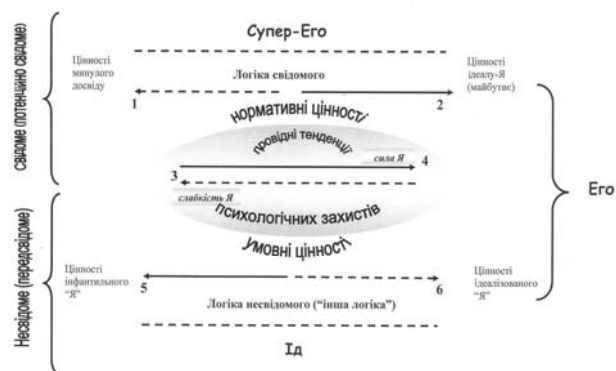 Супер-Его
Цінності
минулого
досвіду
Логіка свідомого
Цінності
ідеалу-Я
(майбутнє)
1
2
нормативні цінності
провідні тенденції
сила Я
3
4
слабкість Я
психологічних захистів
Умовні цінності
Цінності
інфантильного
"Я"
5
6
Цінності
ідеалізованого
"Я"
Логіка несвідомого ("інша логіка")
Ід
Его
свідоме (потенційно свідоме)
Несвідоме (передсвідоме)